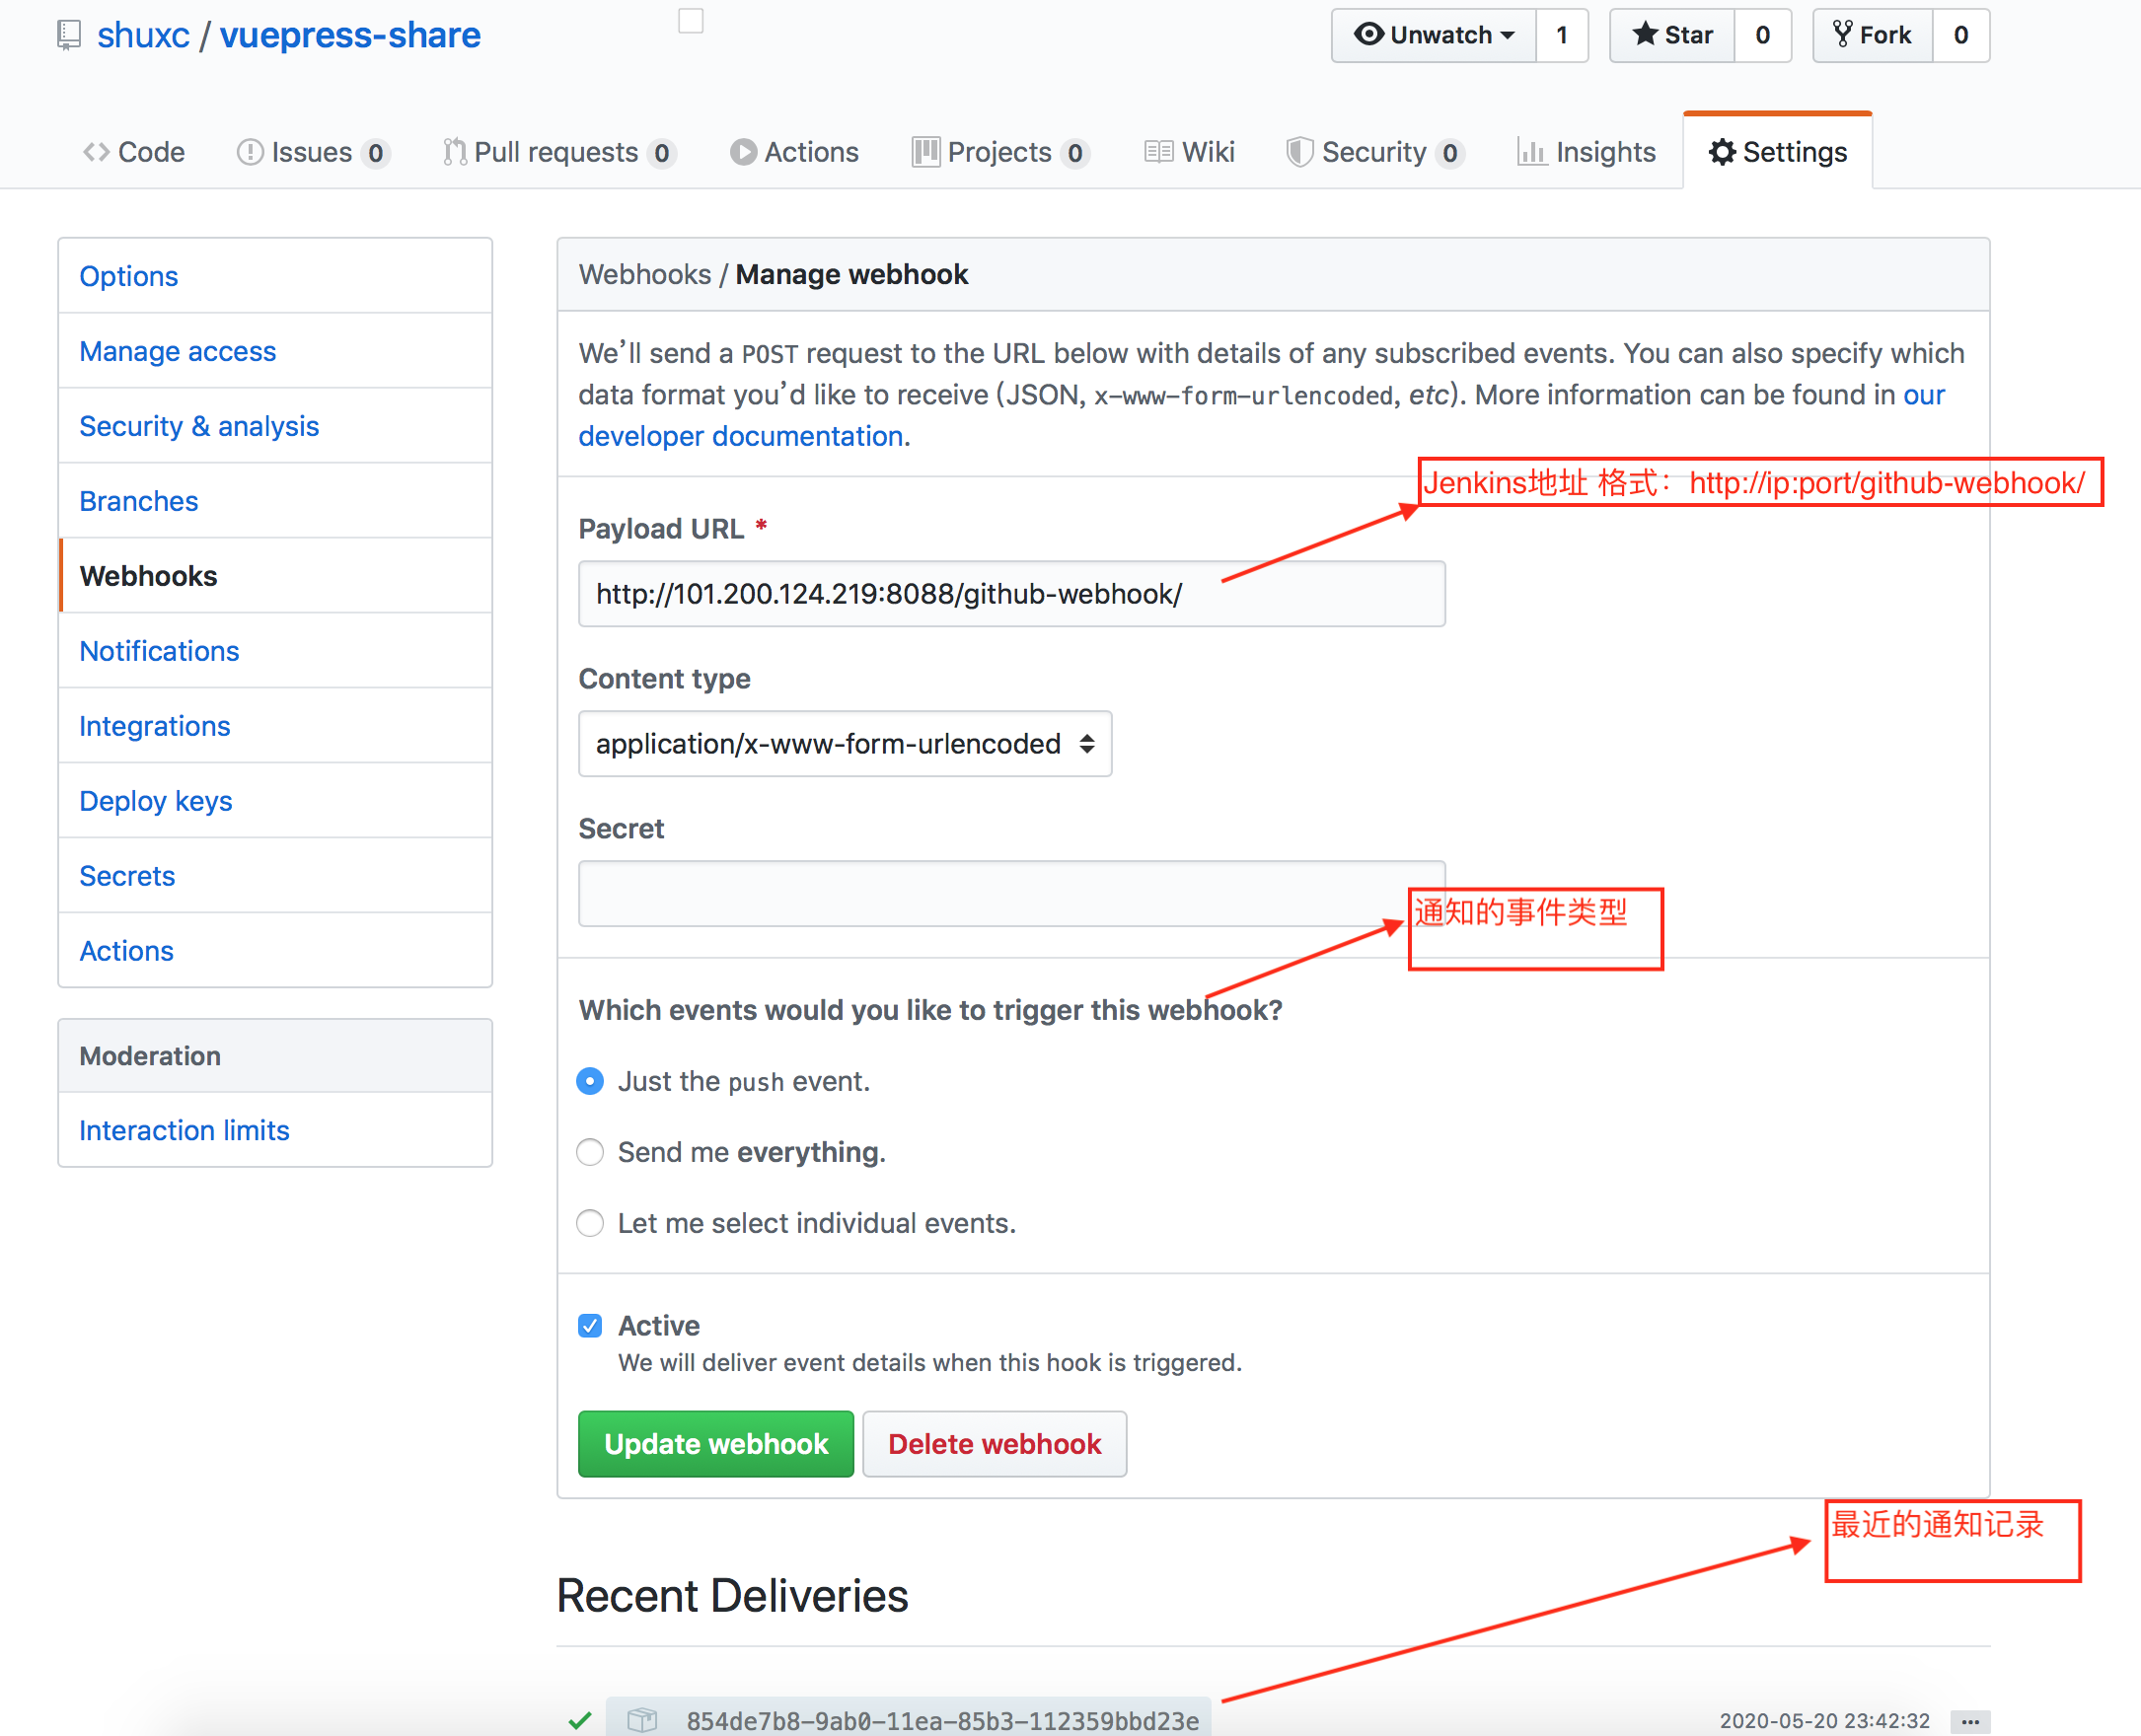 shuxc / vuepress-share
Unwatch 1 Star 0 Fork 0
Code Issues 0 Pull requests 0 Actions Projects 0 Wiki Security 0 Insights Settings
Options
Manage access
Security & analysis
Branches
Webhooks
Notifications
Integrations
Deploy keys
Secrets
Actions
Moderation
Interaction limits
Webhooks / Manage webhook
We’ll send a POST request to the URL below with details of any subscribed events. You can also specify which
data format you’d like to receive (JSON, x-www-form-urlencoded, etc). More information can be found in our
developer documentation.
Jenkins地址 格式：http://ip:port/github-webhook/
Payload URL *
http://101.200.124.219:8088/github-webhook/
Content type
application/x-www-form-urlencoded
Secret
通知的事件类型
Which events would you like to trigger this webhook?
Just the push event.
Send me everything.
Let me select individual events.
Active
We will deliver event details when this hook is triggered.
Update webhook Delete webhook
最近的通知记录
Recent Deliveries
854de7b8-9ab0-11ea-85b3-112359bbd23e 2020-05-20 23:42:32 ...